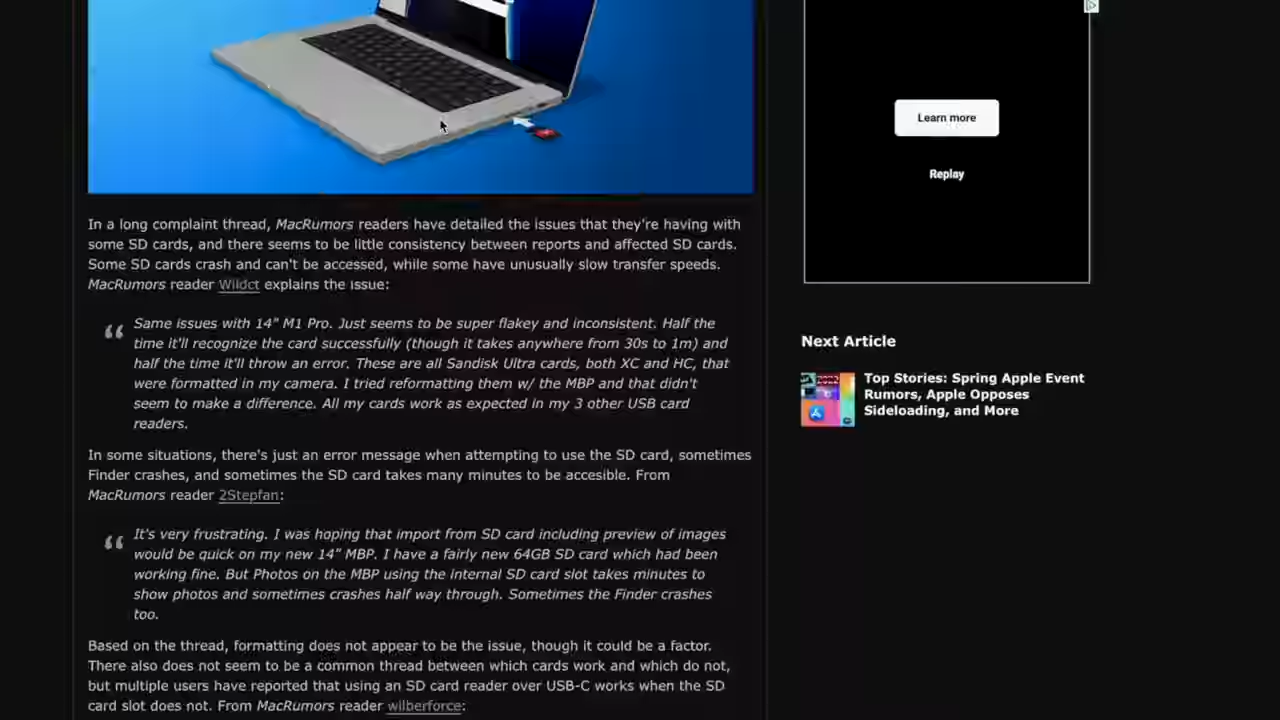 In a long complaint thread, MacRumors readers have detailed the issues that they're having with
some SD cards, and there seems to be little consistency between reports and affected SD cards.
Some SD cards crash and can't be accessed, while some have unusually slow transfer speeds.
MacRumors reader Wildct explains the issue:
“ Same issues with 14" M1 Pro. Just seems to be super flakey and inconsistent. Half the
time it'll recognize the card successfully (though it takes anywhere from 30s to 1m) and
half the time it'll throw an error. These are all Sandisk Ultra cards, both XC and HC, that
were formatted in my camera. I tried reformatting them w/ the MBP and that didn't
seem to make a difference. All my cards work as expected in my 3 other USB card
readers.
In some situations, there's just an error message when attempting to use the SD card, sometimes
Finder crashes, and sometimes the SD card takes many minutes to be accesible. From
MacRumors reader 2Stepfan:
“ It's very frustrating. I was hoping that import from SD card including preview of images
would be quick on my new 14" MBP. I have a fairly new 64GB SD card which had been
working fine. But Photos on the MBP using the internal SD card slot takes minutes to
show photos and sometimes crashes half way through. Sometimes the Finder crashes
too.
Based on the thread, formatting does not appear to be the issue, though it could be a factor.
There also does not seem to be a common thread between which cards work and which do not,
but multiple users have reported that using an SD card reader over USB-C works when the SD
card slot does not. From MacRumors reader wilberforce:
Learn more
Replay
Next Article
Top Stories: Spring Apple Event
Rumors, Apple Opposes
Sideloading, and More